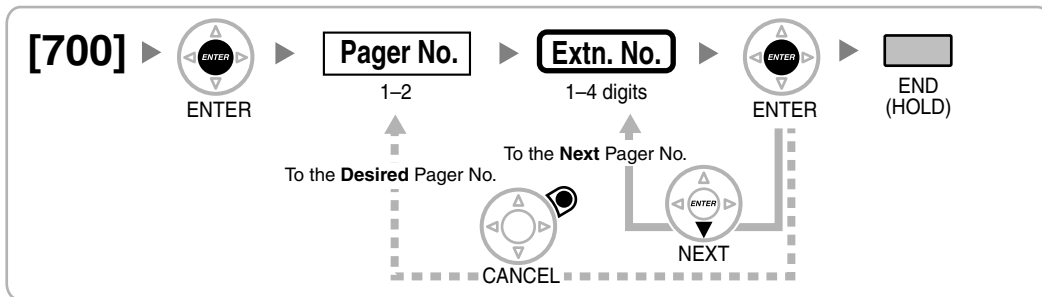 [700]
ENTER
ENTER
Pager No.
1–2
Extn. No.
1–4 digits
ENTER
ENTER
END
(HOLD)
To the Desired Pager No.
To the Next Pager No.
CANCEL
ENTER
NEXT